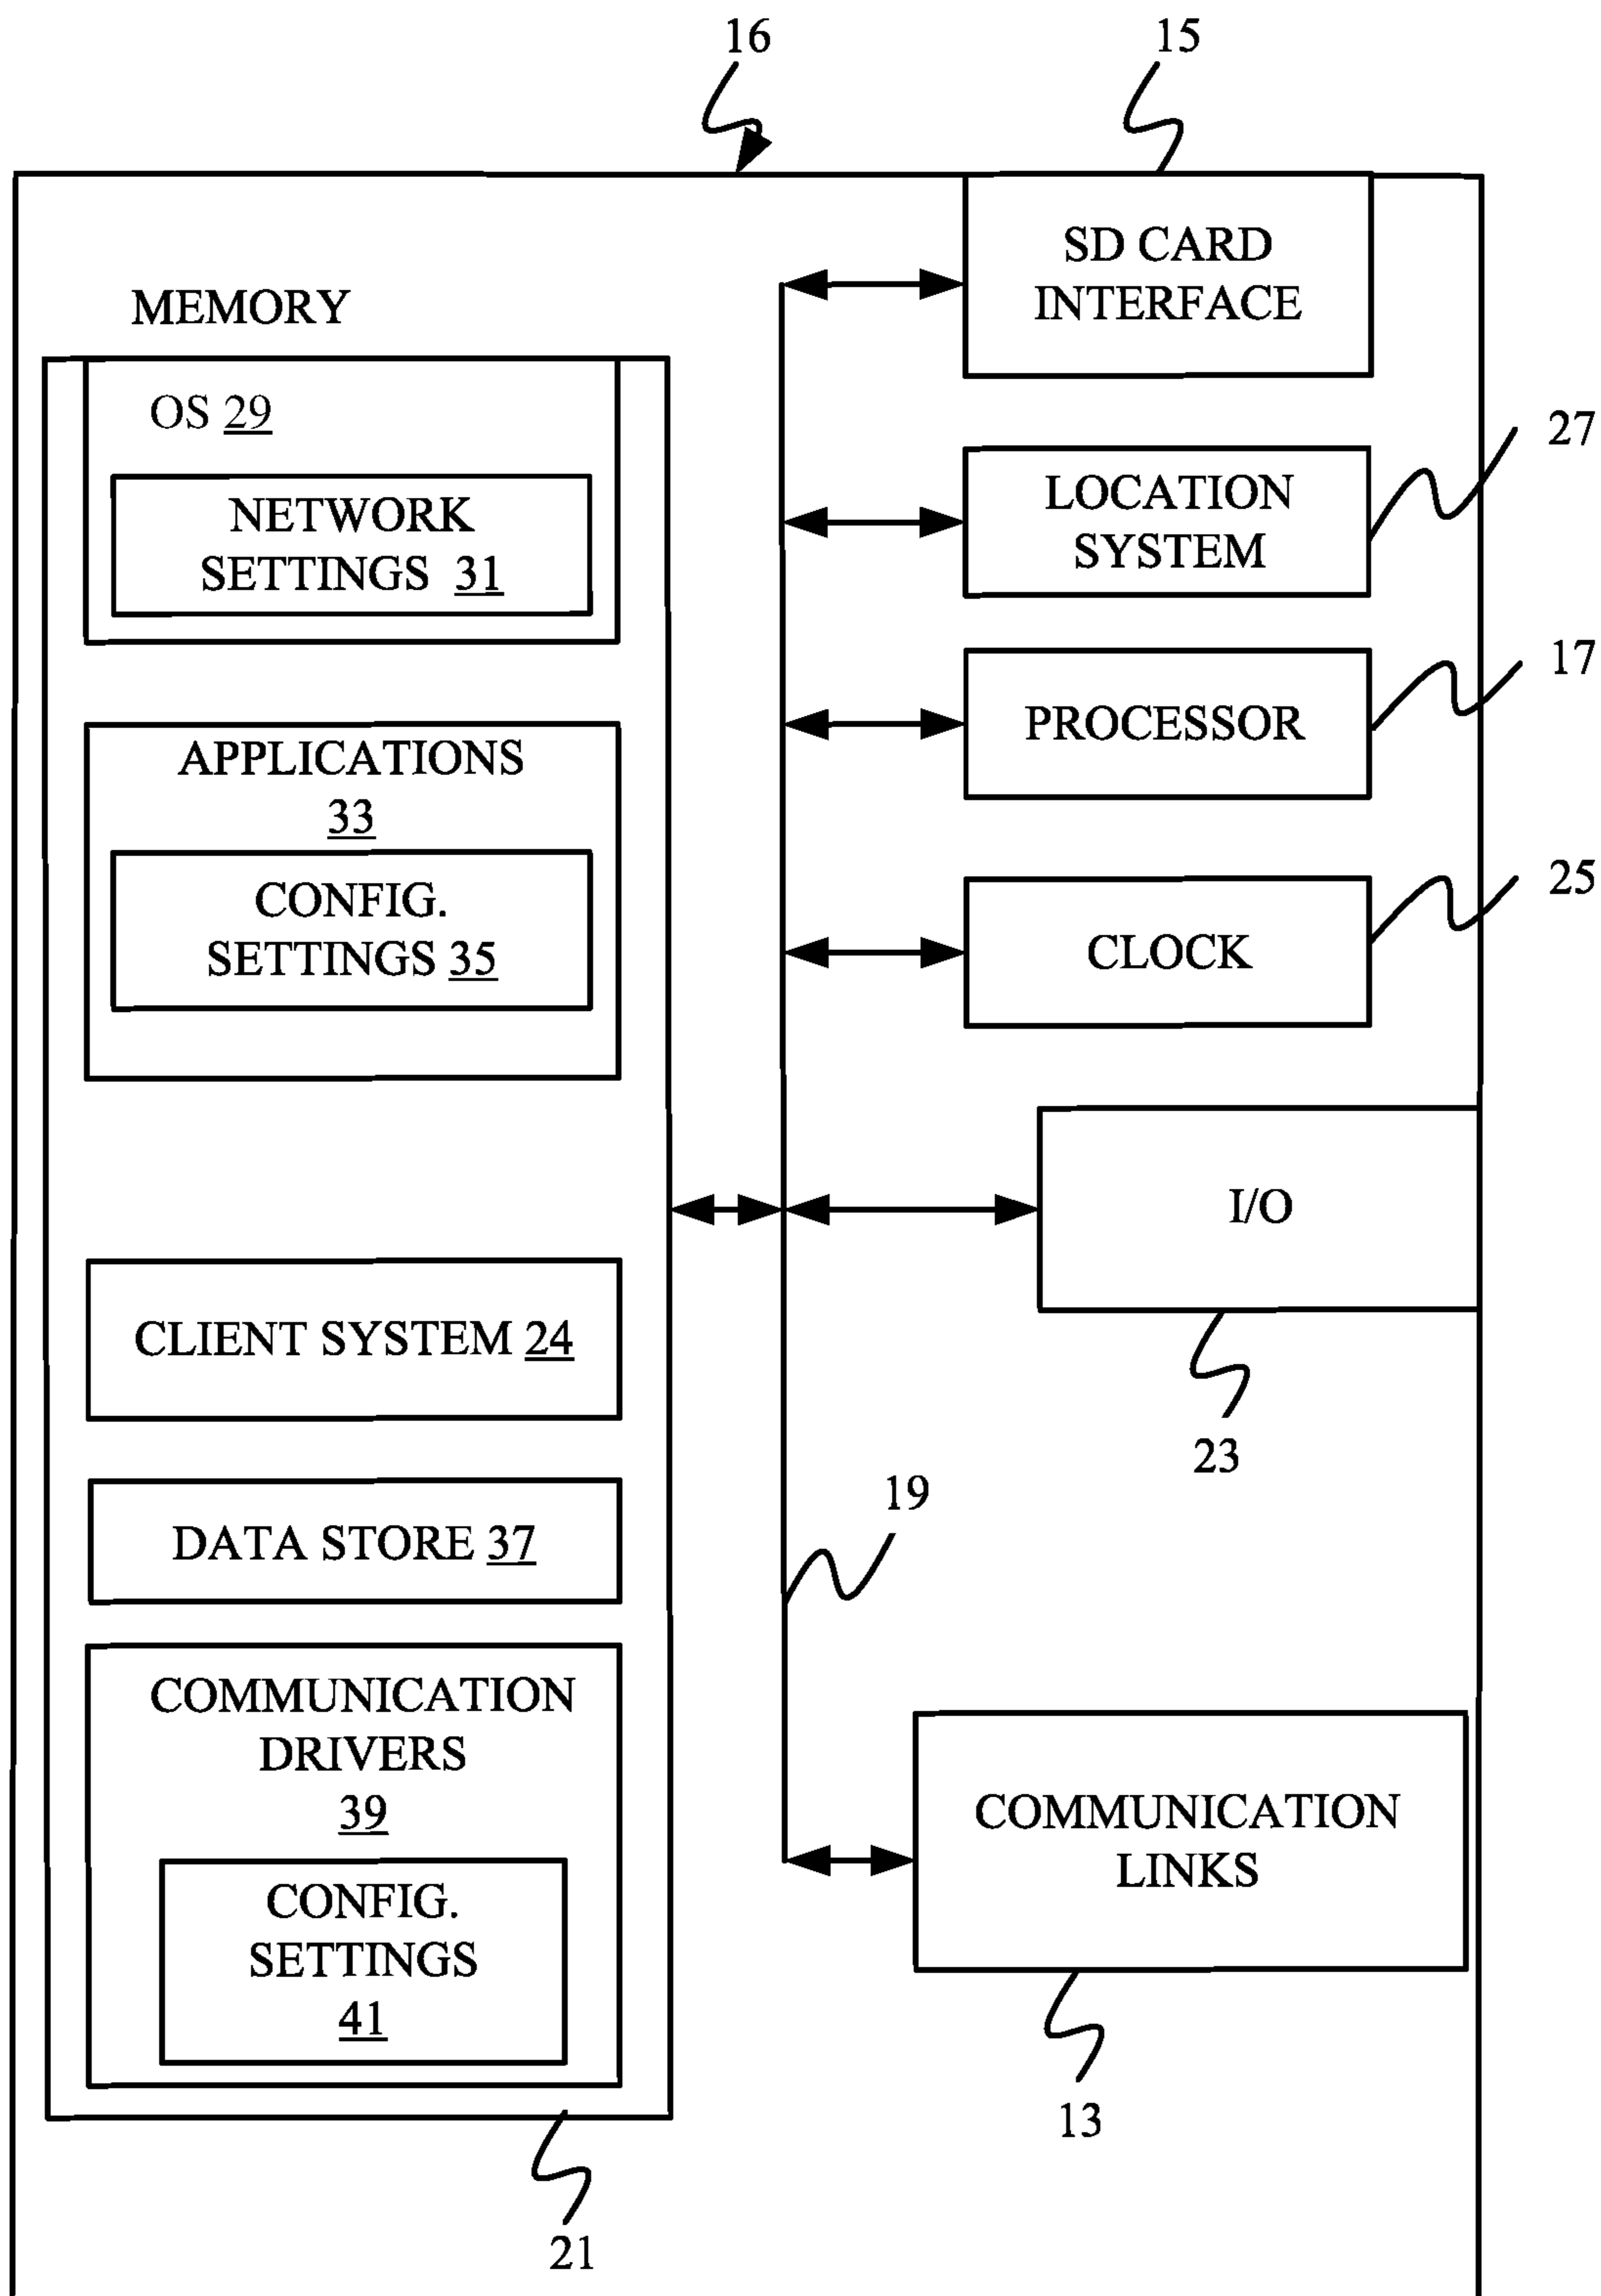 16
15
SD CARD
INTERFACE
MEMORY
OS 29
NETWORK
SETTINGS 31
27
LOCATION
SYSTEM
17
PROCESSOR
APPLICATIONS
33
CONFIG.
SETTINGS 35
25
CLOCK
I/O
23
CLIENT SYSTEM 24
19
DATA STORE 37
COMMUNICATION
DRIVERS
39
CONFIG.
SETTINGS
41
COMMUNICATION
LINKS
13
21